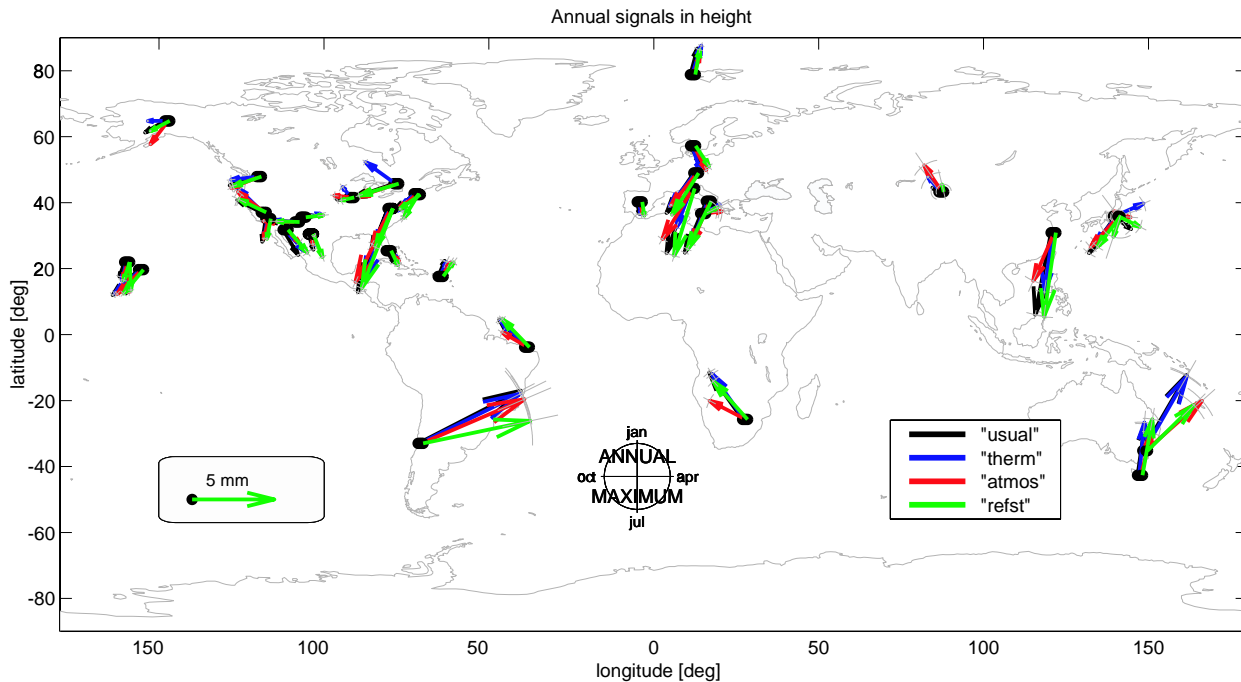 Annual signals in height
80
60
40
20
0
-20
-40
-60
-80
latitude [deg]
jan
ANNUAL
oct
apr
MAXIMUM
jul
5 mm
"usual"
"therm"
"atmos"
"refst"
150
100
50
0
50
100
150
longitude [deg]